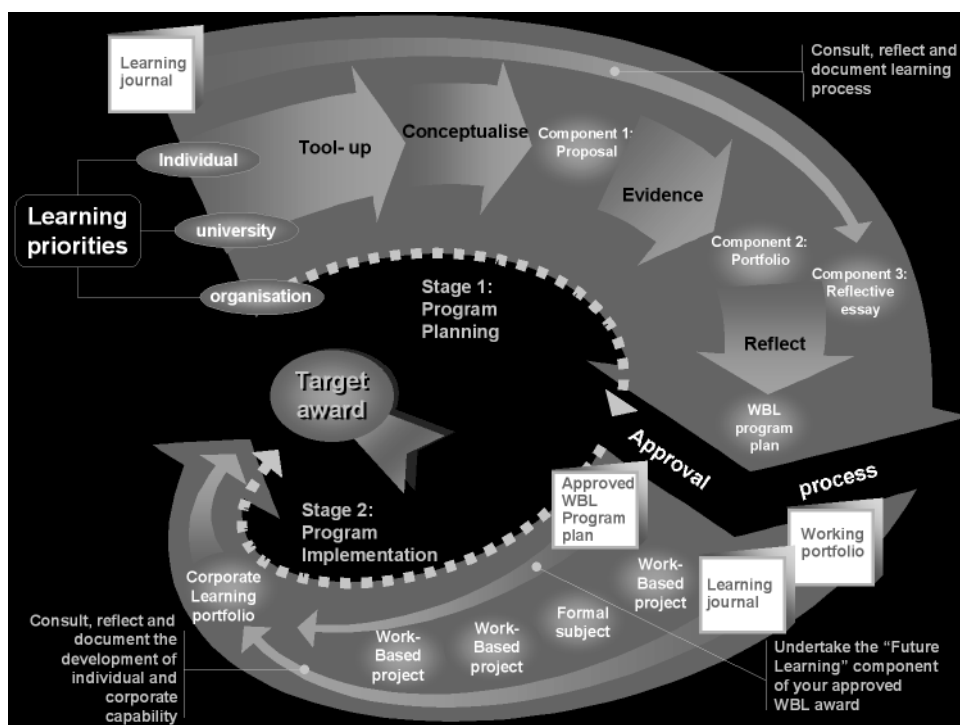 Learning
journal
Consult, reflect and
document learning
process
Tool- up
Conceptualise
Component 1:
Proposal
Individual
Evidence
Learning
priorities
university
Component 2:
Portfolio
Component 3:
Reflective
essay
organisation
Stage 1:
Program
Planning
Reflect
Target
award
WBL
program
plan
Approval
process
Approved
WBL
Program
plan
Stage 2:
Program
Implementation
Working
portfolio
Learning
journal
Work-
Based
project
Formal
subject
Work-
Based
project
Work-
Based
project
Corporate
Learning
portfolio
Consult, reflect and
document the
development of
individual and
corporate
capability
Undertake the “Future
Learning” component
of your approved
WBL award